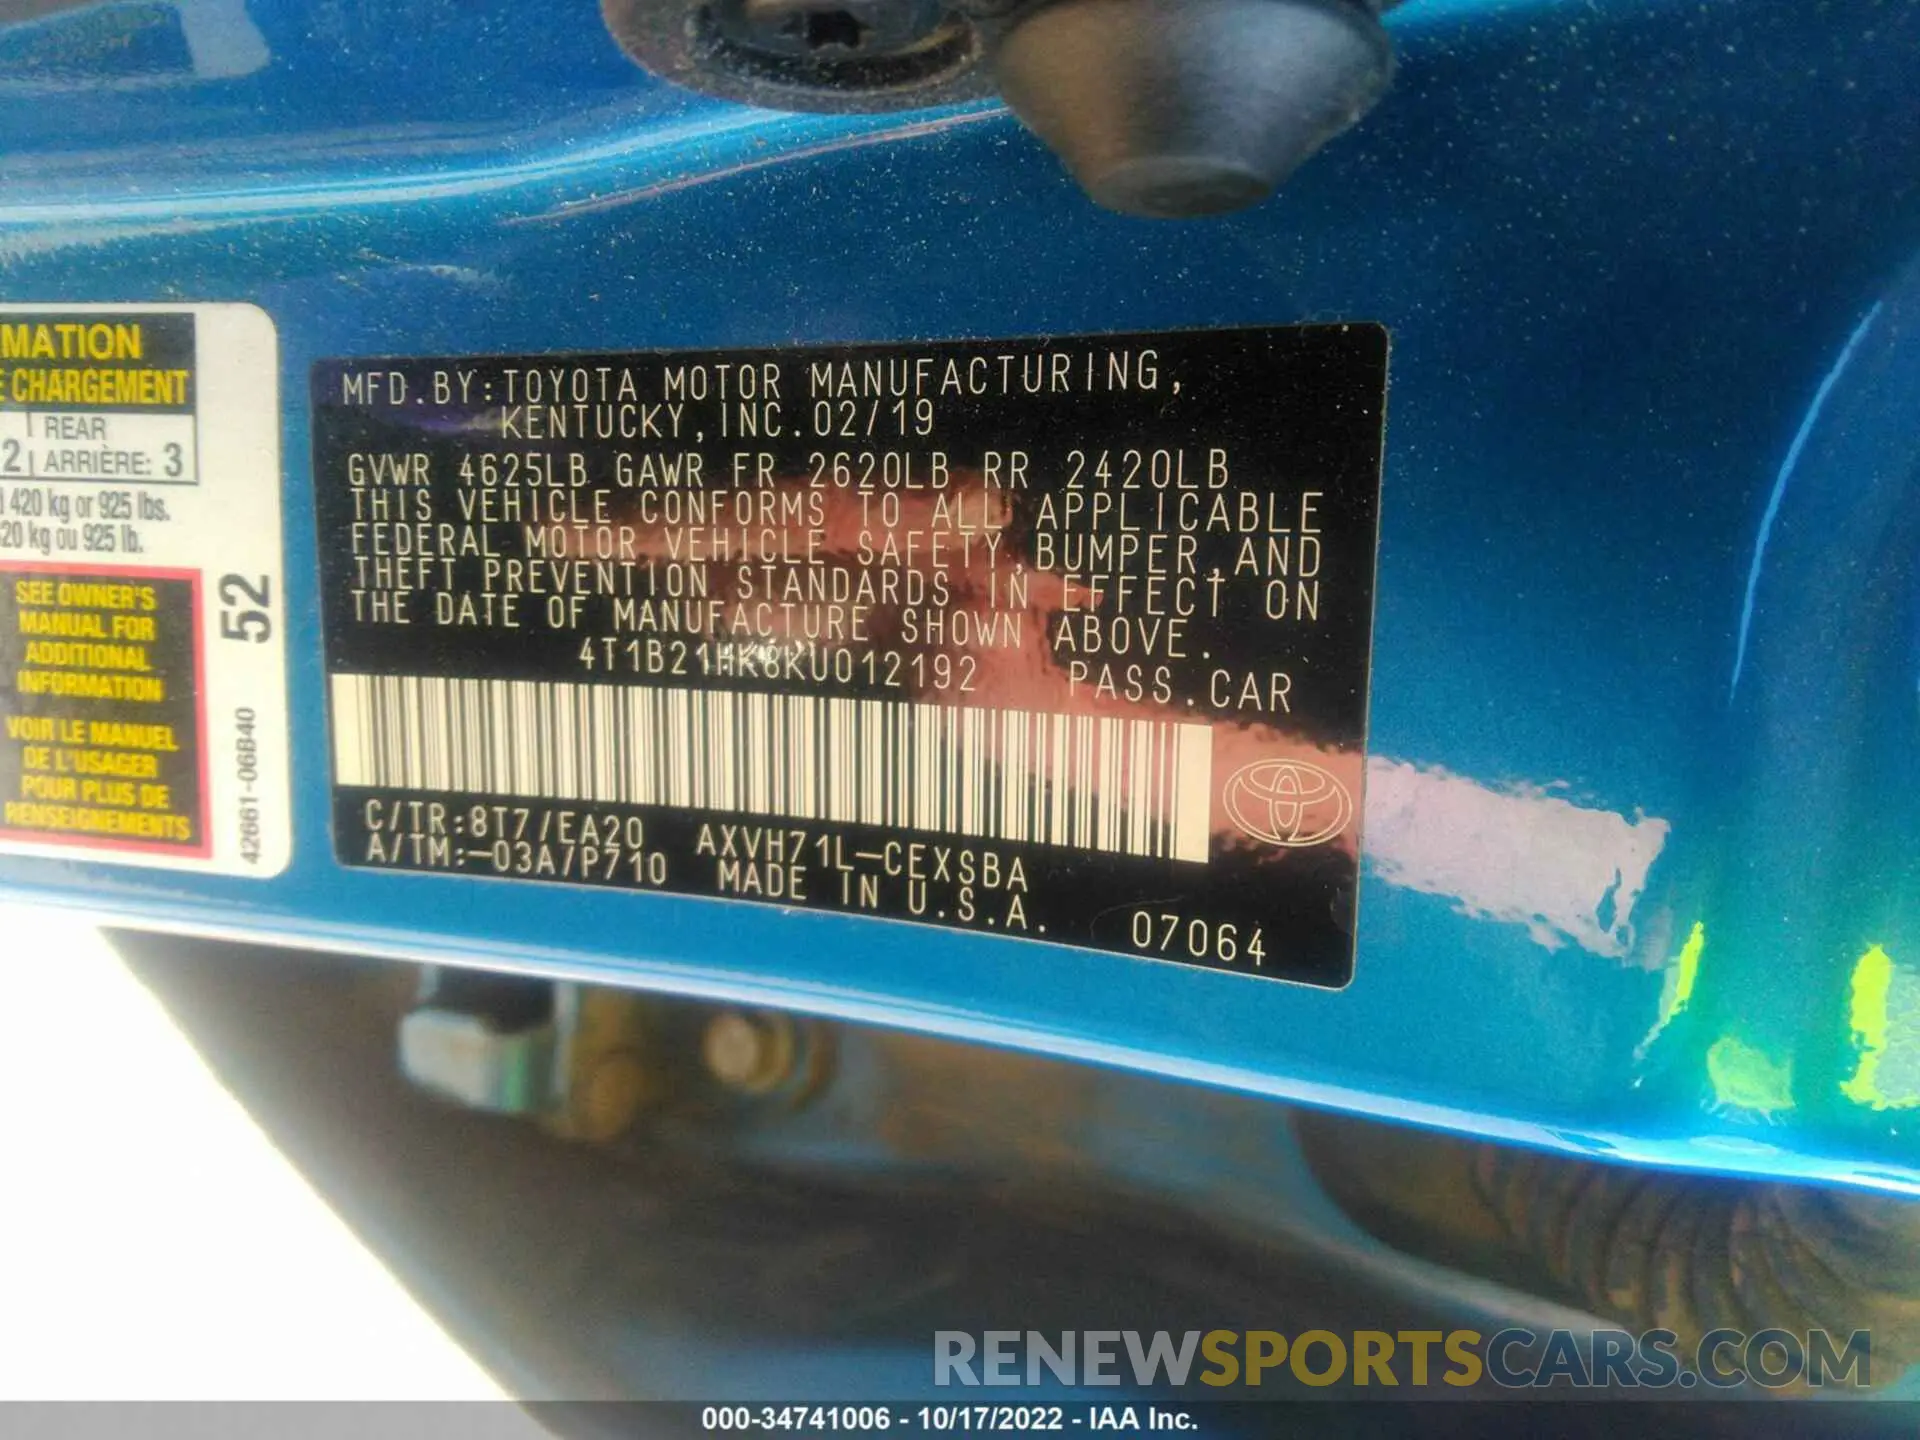 MATION
E CHARGEMENT
REAR
2 ARRIÈRE: 3
420 kg or 925 lbs.
20 kg ou 925 lb.
SEE OWNER'S
MANUAL FOR
ADDITIONAL
INFORMATION
VOIR LE MANUEL
DE L'USAGER
POUR PLUS DE
RENSEIGNEMENTS
52
42661-06B40
MFD.BY:TOYOTA MOTOR MANUFACTURING,
KENTUCKY,INC.02/19
GVWR 4625LB GAWR FR 2620LB RR 2420LB
THIS VEHICLE CONFORMS TO ALL APPLICABLE
FEDERAL MOTOR VEHICLE SAFETY,BUMPER,AND
THEFT PREVENTION STANDARDS IN EFFECT ON
THE DATE OF MANUFACTURE SHOWN ABOVE.
4T1B21HK8KU012192 PASS.CAR
C/TR:8T7/EA20 AXVH71L-CEXSBA
A/TM:-03A/P710 MADE IN U.S.A.
07064
RENEWSPORTSCARS.COM
000-34741006 - 10/17/2022 - IAA Inc.